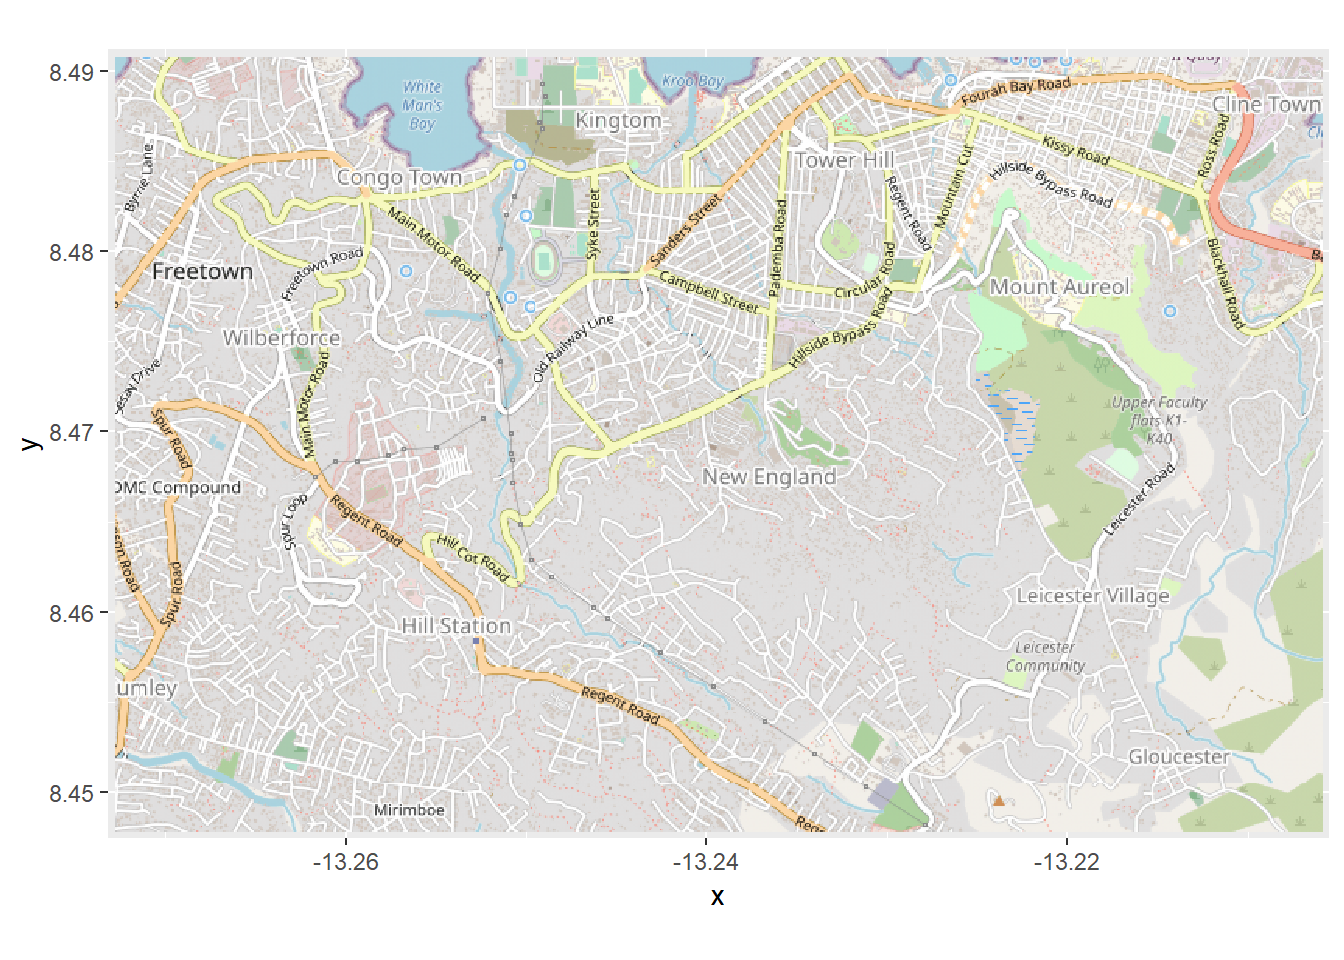 8.49
8.48
8.47
8.46
8.45
y
-13.26
-13.24
-13.22
x
White
Man's
Bay
Kroo Bay
Kingtom
Fourah Bay Road
Cline Town
Kissy Road
Ross Road
Tower Hill
Hillside Bypass Road
Mountain Cut
Regent Road
Byrne Lane
Congo Town
Main Motor Road
Syke Street
Sanders Street
Pademba Road
Circular Road
Blackhall Road
Freetown
Freetown Road
Campbell Street
Mount Aureol
Hillside Bypass Road
Wilberforce
Old Railway Line
Main Motor Road
Drive
Spur Road
Upper Faculty
flats K1-
K40
New England
Leicester Road
Compound
Spur Loop
Regent Road
Hill Cot Road
Road
Spur Road
Leicester Village
Hill Station
Leicester
Community
umley
Regent Road
Gloucester
Mirimboe